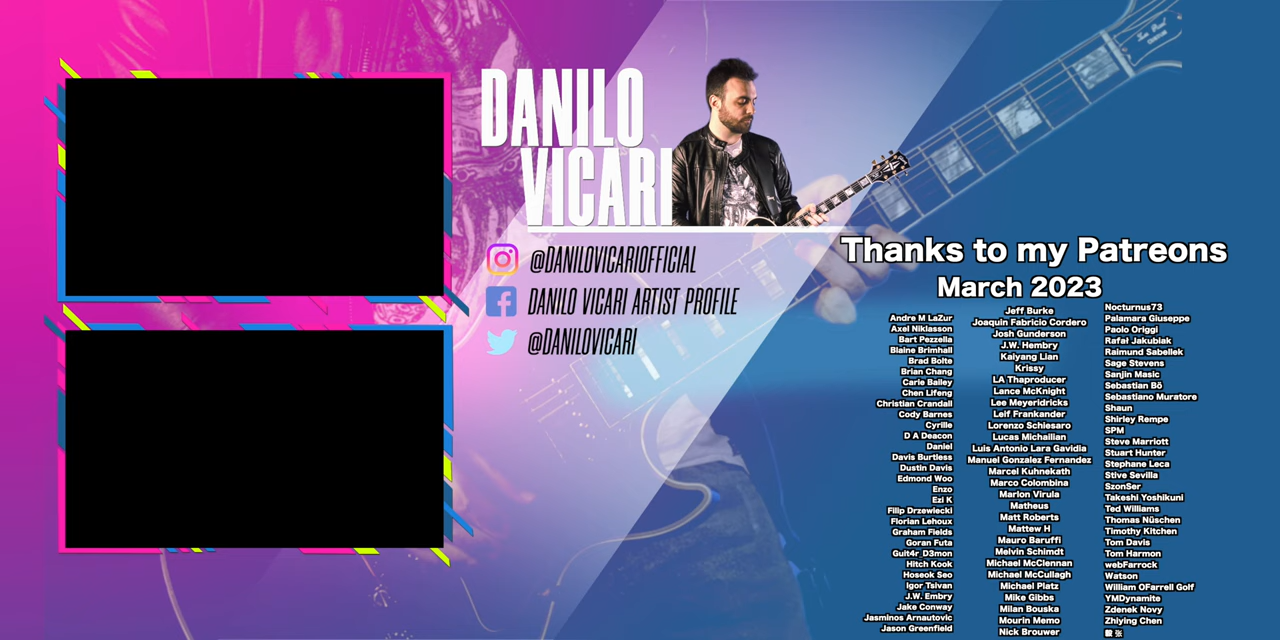 DANILO
VICARI
@DANILOVICARIOFFICIAL
DANILO VICARI ARTIST PROFILE
@DANILOVICARI
Thanks to my Patreons
March 2023
Andre M LaZur
Axel Niklasson
Bart Pezzella
Blaine Brimhall
Brad Bolte
Brian Chang
Carie Bailey
Chen Lifeng
Christian Crandall
Cody Barnes
Cyrille
D A Deacon
Daniel
Davis Burtless
Dustin Davis
Edmond Woo
Enzo
Ezi K
Filip Drzewiecki
Florian Lehoux
Graham Fields
Goran Futa
Guit4r_D3mon
Hitch Kook
Hoseok Seo
Igor Tsivan
J.W. Embry
Jake Conway
Jasminos Arnautovic
Jason Greenfield
Jeff Burke
Joaquin Fabricio Cordero
Josh Gunderson
J.W. Hembry
Kaiyang Lian
Krissy
LA Thaproducer
Lance McKnight
Lee Meyeridricks
Leif Frankander
Lorenzo Schiesaro
Lucas Michailian
Luis Antonio Lara Gavidia
Manuel Gonzalez Fernandez
Marcel Kuhnekath
Marco Colombina
Marlon Virula
Matheus
Matt Roberts
Mattew H
Mauro Baruffi
Melvin Schimdt
Michael McClennan
Michael McCullagh
Michael Platz
Mike Gibbs
Milan Bouska
Mourin Memo
Nick Brouwer
Nocturnus73
Palamara Giuseppe
Paolo Origgi
Rafał Jakubiak
Raimund Sabellek
Sage Stevens
Sanjin Masic
Sebastian Bö
Sebastiano Muratore
Shaun
Shirley Rempe
SPM
Steve Marriott
Stuart Hunter
Stephane Leca
Stive Sevilla
SzonSer
Takeshi Yoshikuni
Ted Williams
Thomas Nüschen
Timothy Kitchen
Tom Davis
Tom Harmon
webFarrock
Watson
William OFarrell Golf
YMDynamite
Zdenek Novy
Zhiying Chen
张